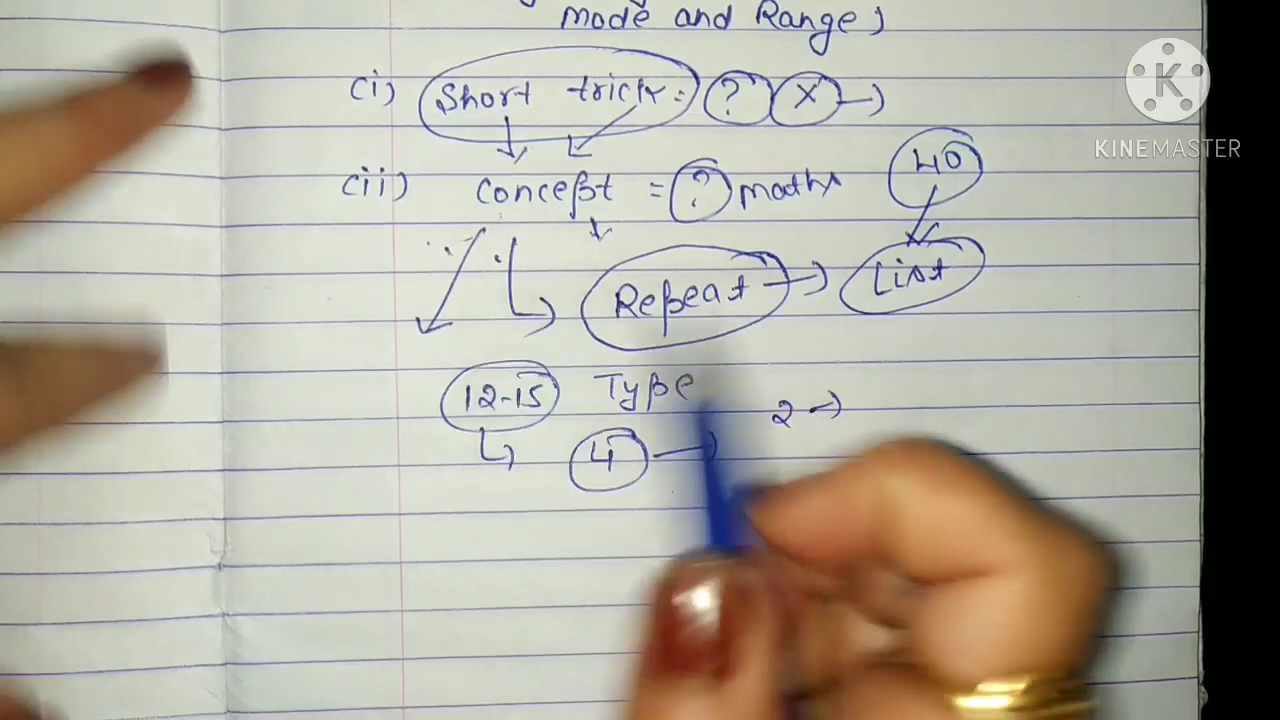 mode and Range)
(i) Short trick = ? X →
(ii) Concept = ? maths 40
Repeat → List
12-15 Type
4 → 2 →
K
KINEMASTER